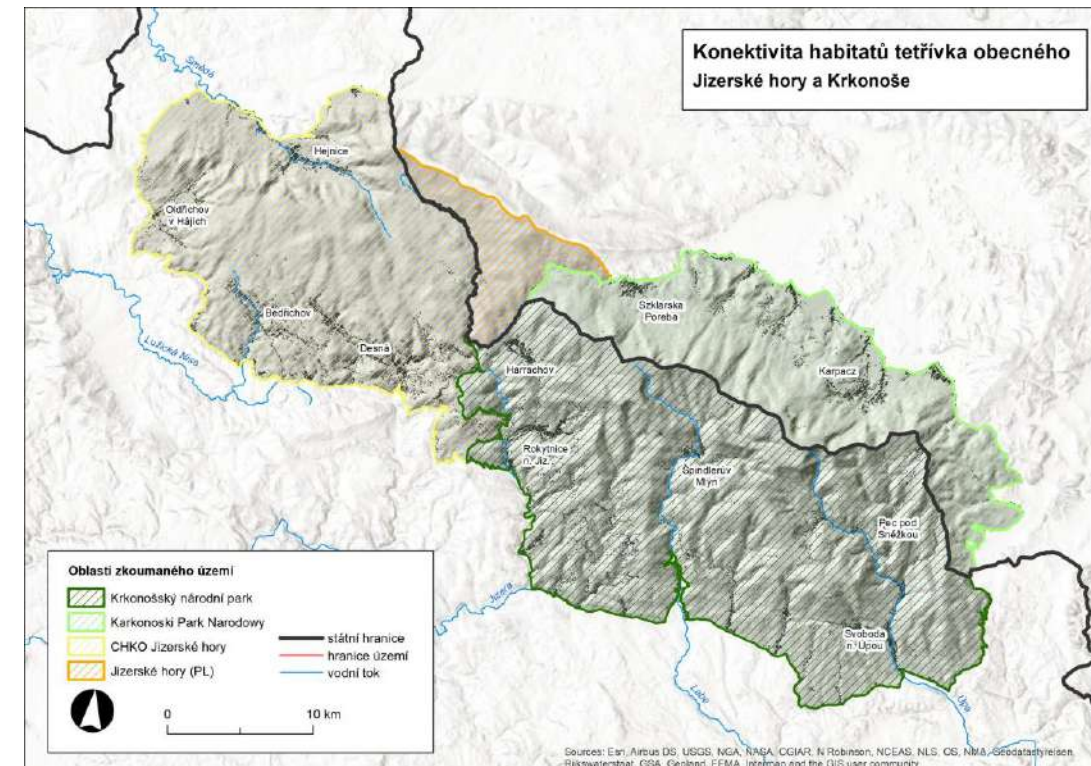 Konektivita habitatů tetřívka obecného
Jizerské hory a Krkonoše
Smědá
Hejnice
Oldřichov
v Hájích
Bedřichov
Lužická Nisa
Desná
Szklarska
Poreba
Karpacz
Harrachov
Rokytnice
n. Jiz.
Špindlerův
Mlýn
Pec pod
Sněžkou
Svoboda
n. Úpou
Jizera
Labe
Úpa
Oblasti zkoumaného území
Krkonošský národní park
Karkonoski Park Narodowy
CHKO Jizerské hory
Jizerské hory (PL)
státní hranice
hranice území
vodní tok
0
10 km
Sources: Esri, Airbus DS, USGS, NGA, NASA, CGIAR, N Robinson, NCEAS, NLS, OS, NMA, Geodatastyrelsen,
Rijkswaterstaat, GSA, Geoland, FEMA, Intermap and the GIS user community